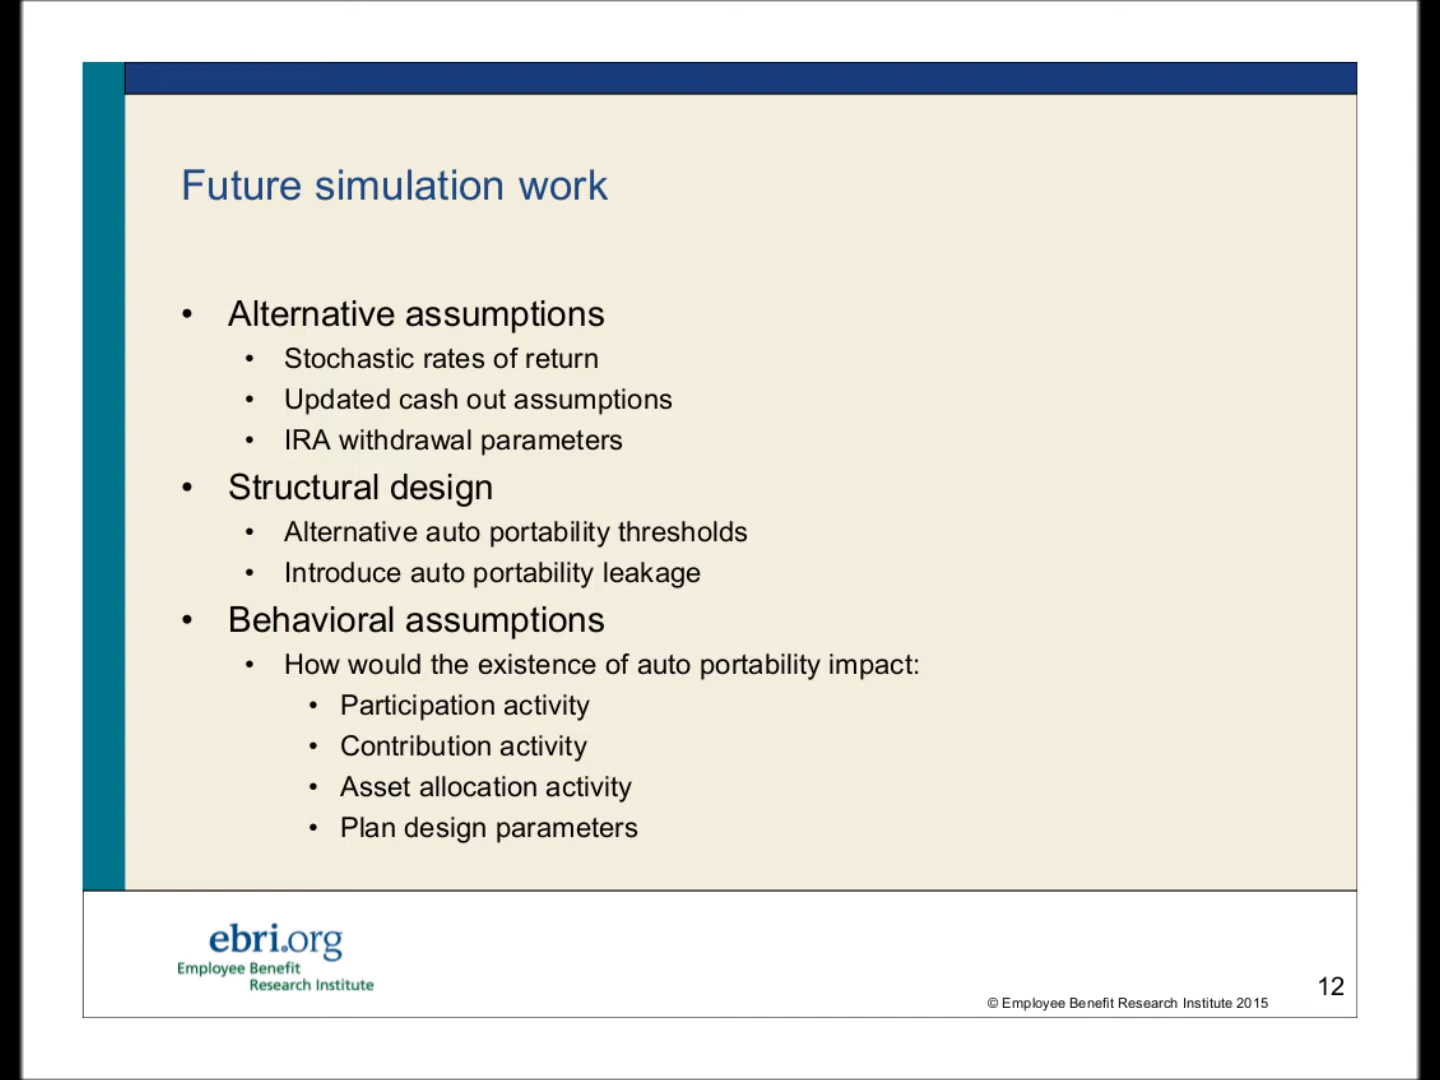 Future simulation work
• Alternative assumptions
• Stochastic rates of return
• Updated cash out assumptions
• IRA withdrawal parameters
• Structural design
• Alternative auto portability thresholds
• Introduce auto portability leakage
• Behavioral assumptions
• How would the existence of auto portability impact:
• Participation activity
• Contribution activity
• Asset allocation activity
• Plan design parameters
ebri.org
Employee Benefit
Research Institute
© Employee Benefit Research Institute 2015
12